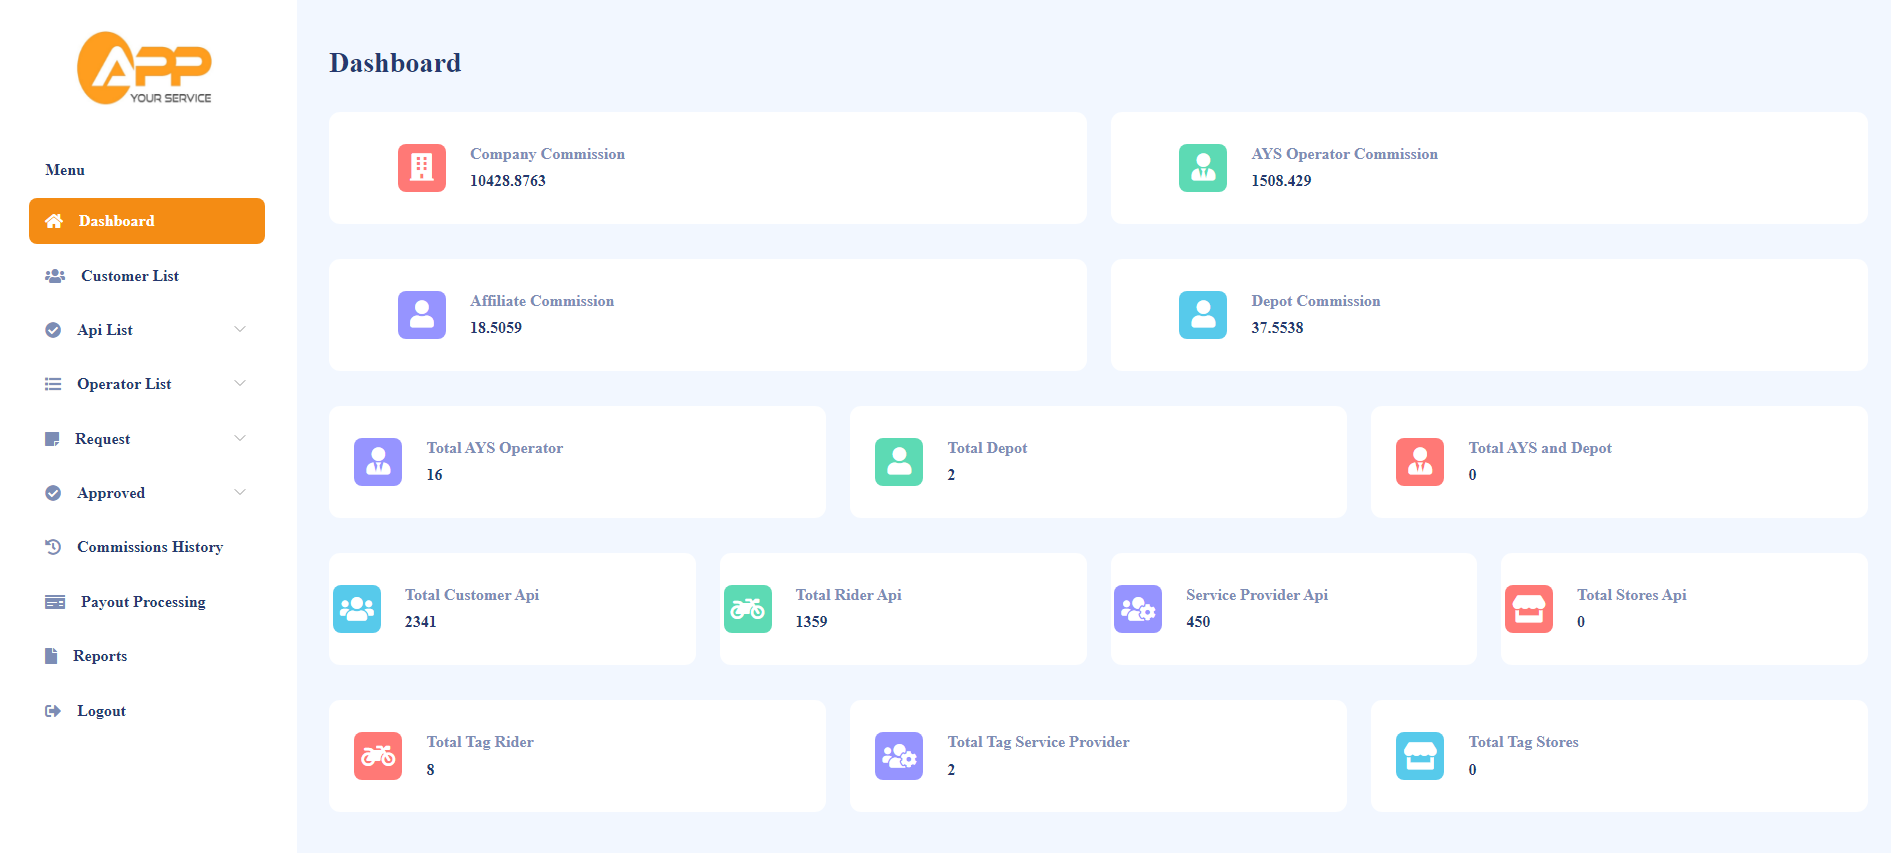 APP
YOUR SERVICE
Menu
Dashboard
Customer List
Api List
Operator List
Request
Approved
Commissions History
Payout Processing
Reports
Logout
Dashboard
Company Commission
10428.8763
AYS Operator Commission
1508.429
Affiliate Commission
18.5059
Depot Commission
37.5538
Total AYS Operator
16
Total Depot
2
Total AYS and Depot
0
Total Customer Api
2341
Total Rider Api
1359
Service Provider Api
450
Total Stores Api
0
Total Tag Rider
8
Total Tag Service Provider
2
Total Tag Stores
0